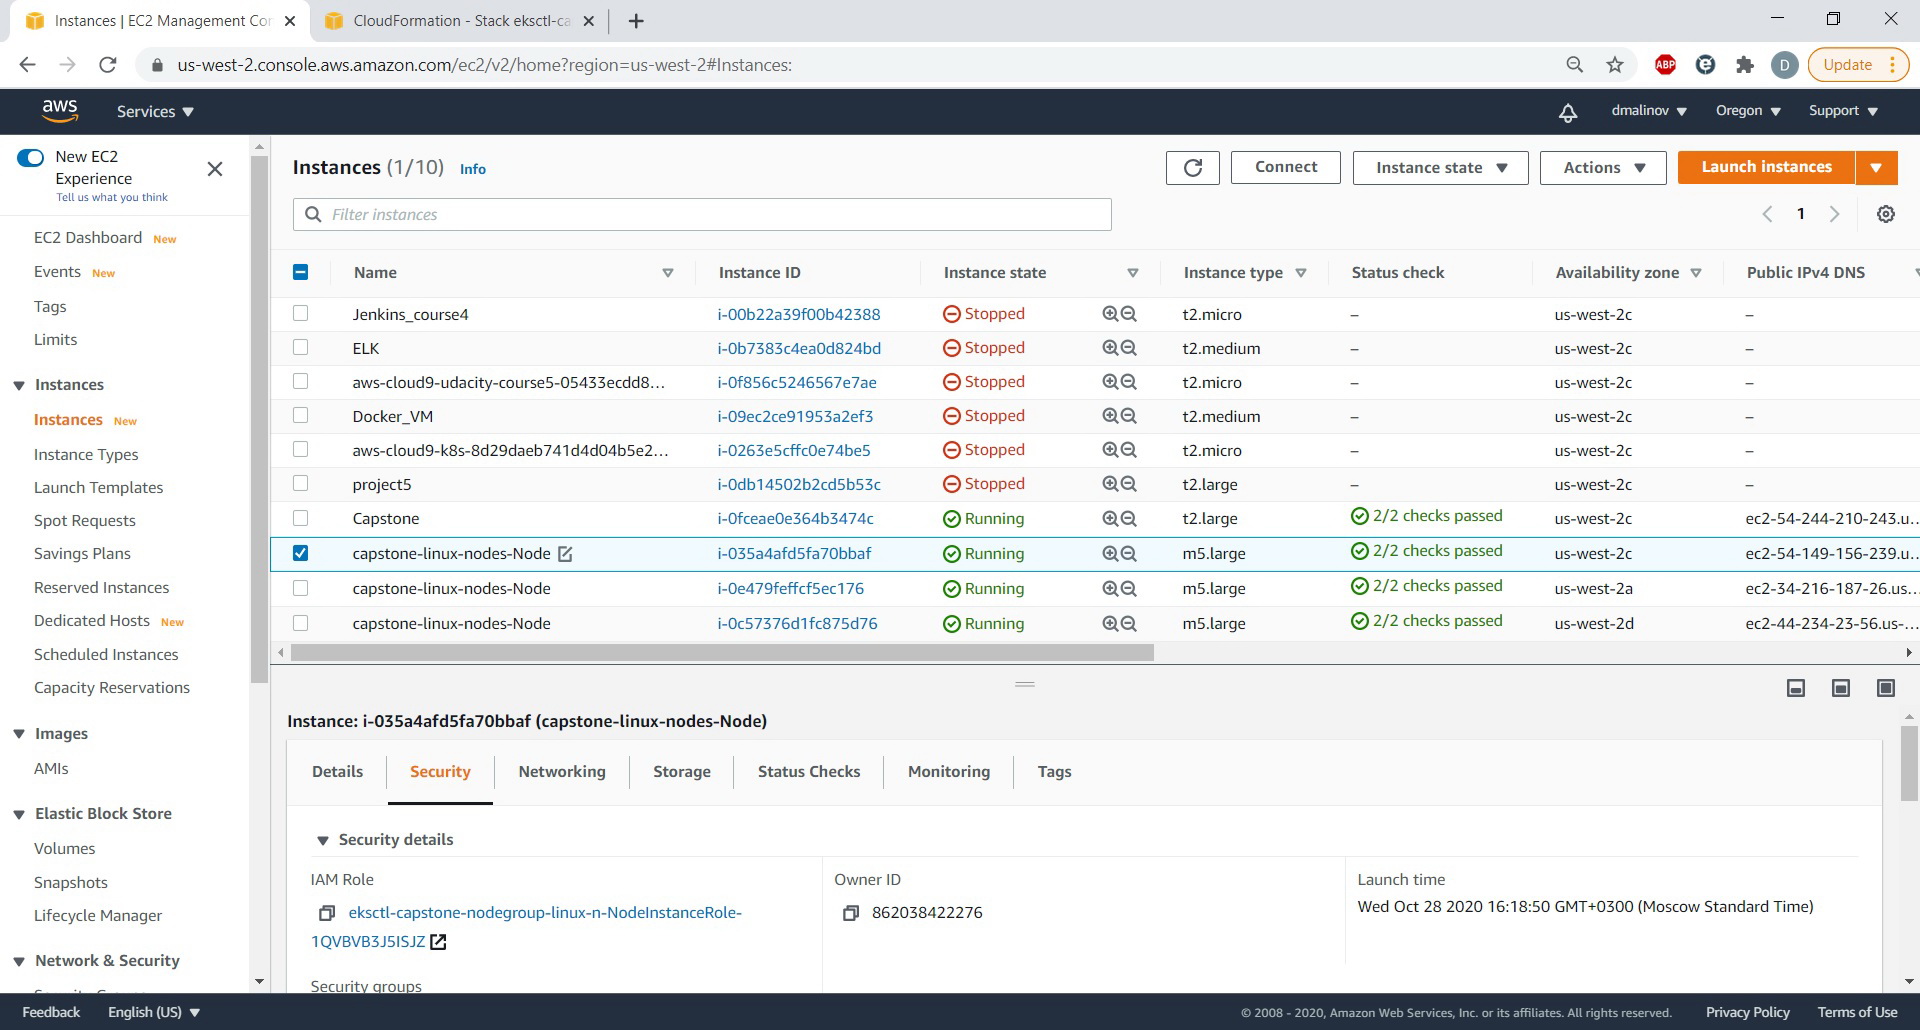 Instances | EC2 Management Con
CloudFormation - Stack eksctl-ca
us-west-2.console.aws.amazon.com/ec2/v2/home?region=us-west-2#Instances:
ABP
D
Update
aws
Services
dmalinov
Oregon
Support
New EC2
Experience
Tell us what you think
EC2 Dashboard New
Events New
Tags
Limits
Instances
Instances New
Instance Types
Launch Templates
Spot Requests
Savings Plans
Reserved Instances
Dedicated Hosts New
Scheduled Instances
Capacity Reservations
Images
AMIs
Elastic Block Store
Volumes
Snapshots
Lifecycle Manager
Network & Security
Instances (1/10) Info
Connect
Instance state
Actions
Launch instances
Filter instances
1
Name Instance ID Instance state Instance type Status check Availability zone Public IPv4 DNS
Jenkins_course4 i-00b22a39f00b42388 Stopped t2.micro – us-west-2c –
ELK i-0b7383c4ea0d824bd Stopped t2.medium – us-west-2c –
aws-cloud9-udacity-course5-05433ecdd8... i-0f856c5246567e7ae Stopped t2.micro – us-west-2c –
Docker_VM i-09ec2ce91953a2ef3 Stopped t2.medium – us-west-2c –
aws-cloud9-k8s-8d29daeb741d4d04b5e2... i-0263e5cffc0e74be5 Stopped t2.micro – us-west-2c –
project5 i-0db14502b2cd5b53c Stopped t2.large – us-west-2c –
Capstone i-0fceae0e364b3474c Running t2.large 2/2 checks passed us-west-2c ec2-54-244-210-243.u...
capstone-linux-nodes-Node i-035a4afd5fa70bbaf Running m5.large 2/2 checks passed us-west-2c ec2-54-149-156-239.u...
capstone-linux-nodes-Node i-0e479feffcf5ec176 Running m5.large 2/2 checks passed us-west-2a ec2-34-216-187-26.us...
capstone-linux-nodes-Node i-0c57376d1fc875d76 Running m5.large 2/2 checks passed us-west-2d ec2-44-234-23-56.us-...
Instance: i-035a4afd5fa70bbaf (capstone-linux-nodes-Node)
Details Security Networking Storage Status Checks Monitoring Tags
Security details
IAM Role
eksctl-capstone-nodegroup-linux-n-NodeInstanceRole-
1QVBVB3J5ISJZ
Owner ID
862038422276
Launch time
Wed Oct 28 2020 16:18:50 GMT+0300 (Moscow Standard Time)
Security groups
Feedback
English (US)
© 2008 - 2020, Amazon Web Services, Inc. or its affiliates. All rights reserved.
Privacy Policy
Terms of Use